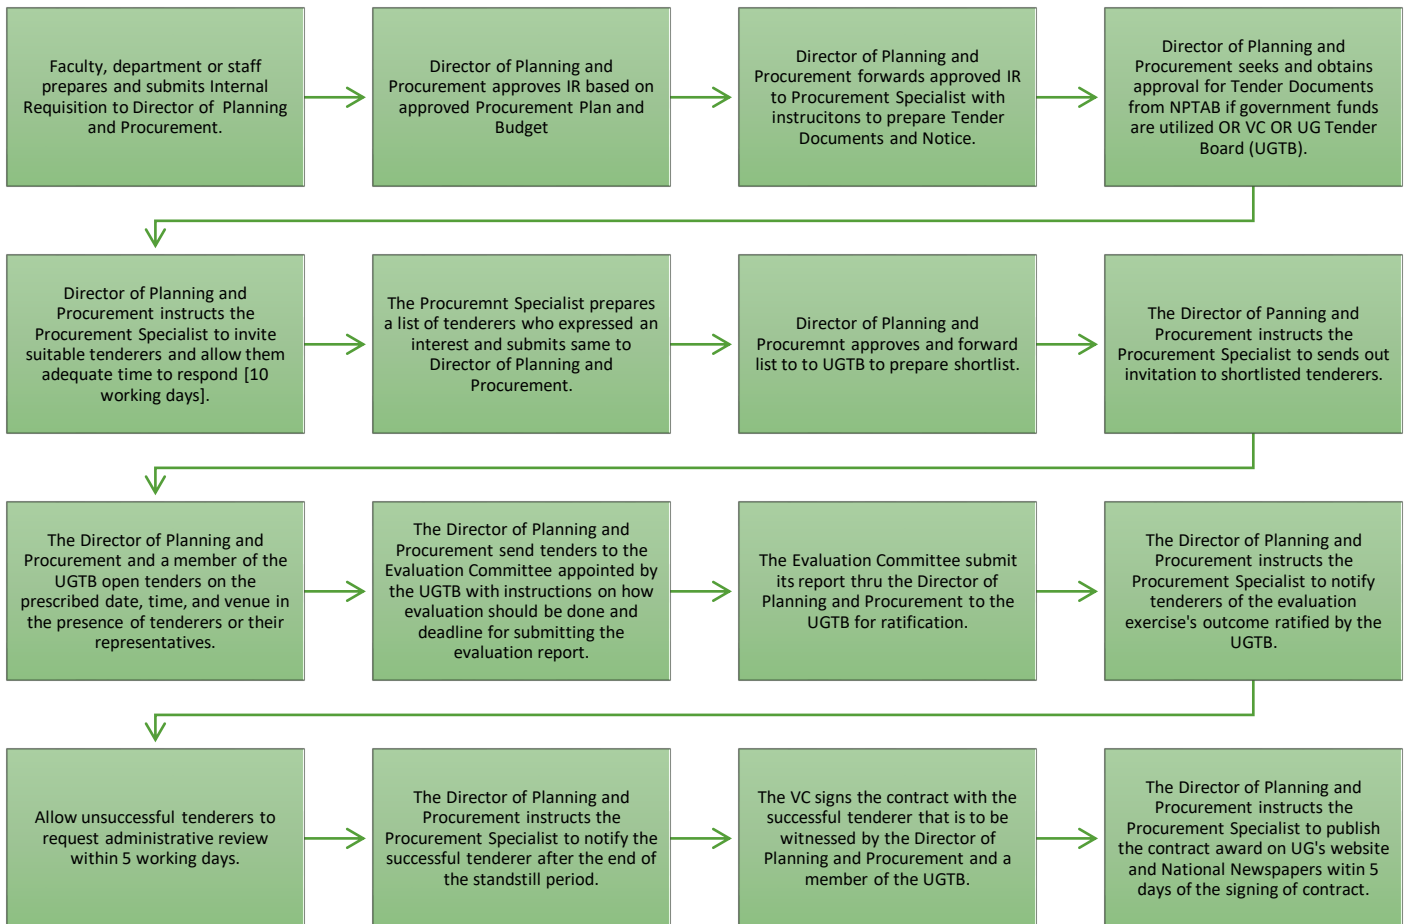 Faculty, department or staff
prepares and submits Internal
Requisition to Director of Planning
and Procurement.
Director of Planning and
Procurement approves IR based on
approved Procurement Plan and
Budget
Director of Planning and
Procurement forwards approved IR
to Procurement Specialist with
instrucitons to prepare Tender
Documents and Notice.
Director of Planning and
Procurement seeks and obtains
approval for Tender Documents
from NPTAB if government funds
are utilized OR VC OR UG Tender
Board (UGTB).
Director of Planning and
Procurement instructs the
Procurement Specialist to invite
suitable tenderers and allow them
adequate time to respond [10
working days].
The Procuremnt Specialist prepares
a list of tenderers who expressed an
interest and submits same to
Director of Planning and
Procurement.
Director of Planning and
Procuremnt approves and forward
list to to UGTB to prepare shortlist.
The Director of Panning and
Procurement instructs the
Procurement Specialist to sends out
invitation to shortlisted tenderers.
The Director of Planning and
Procurement and a member of the
UGTB open tenders on the
prescribed date, time, and venue in
the presence of tenderers or their
representatives.
The Director of Planning and
Procurement send tenders to the
Evaluation Committee appointed by
the UGTB with instructions on how
evaluation should be done and
deadline for submitting the
evaluation report.
The Evaluation Committee submit
its report thru the Director of
Planning and Procurement to the
UGTB for ratification.
The Director of Planning and
Procurement instructs the
Procurement Specialist to notify
tenderers of the evaluation
exercise's outcome ratified by the
UGTB.
Allow unsuccessful tenderers to
request administrative review
within 5 working days.
The Director of Planning and
Procurement instructs the
Procurement Specialist to notify the
successful tenderer after the end of
the standstill period.
The VC signs the contract with the
successful tenderer that is to be
witnessed by the Director of
Planning and Procurement and a
member of the UGTB.
The Director of Planning and
Procurement instructs the
Procurement Specialist to publish
the contract award on UG's website
and National Newspapers witin 5
days of the signing of contract.